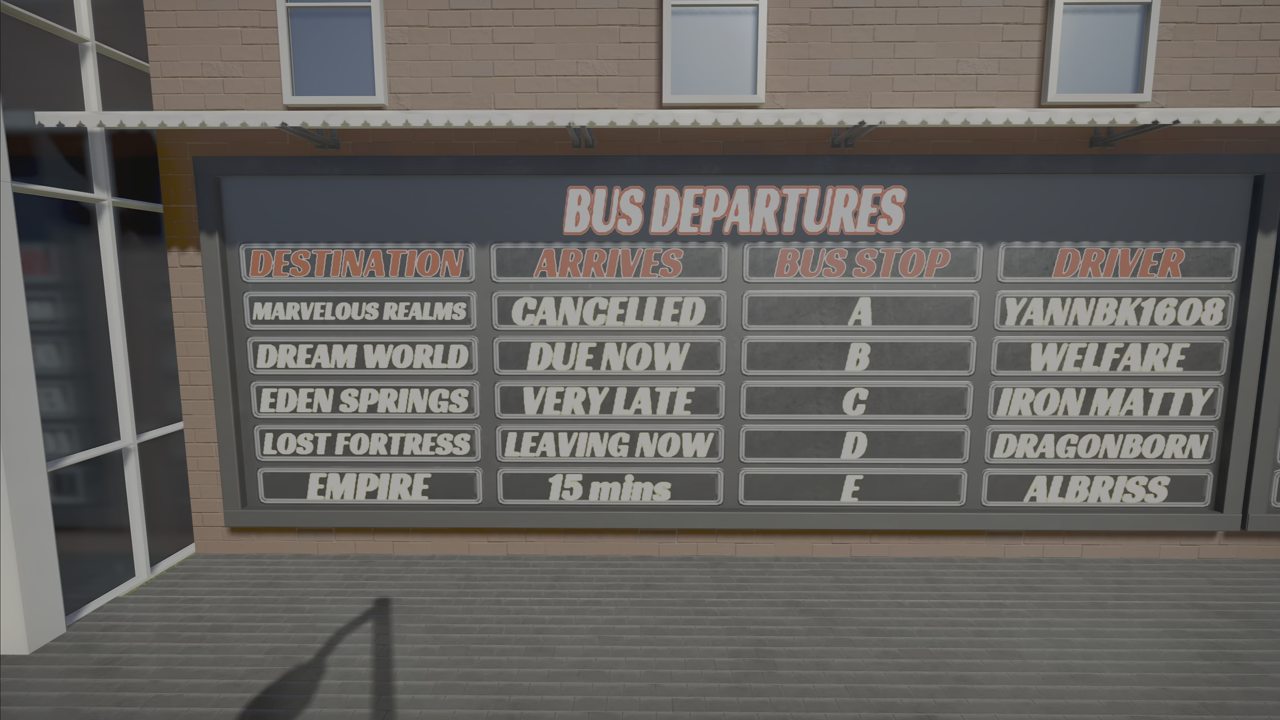 BUS DEPARTURES
DESTINATION ARRIVES BUS STOP DRIVER
MARVELOUS REALMS CANCELLED A YANNBK1608
DREAM WORLD DUE NOW B WELFARE
EDEN SPRINGS VERY LATE C IRON MATTY
LOST FORTRESS LEAVING NOW D DRAGONBORN
EMPIRE 15 mins E ALBRISS